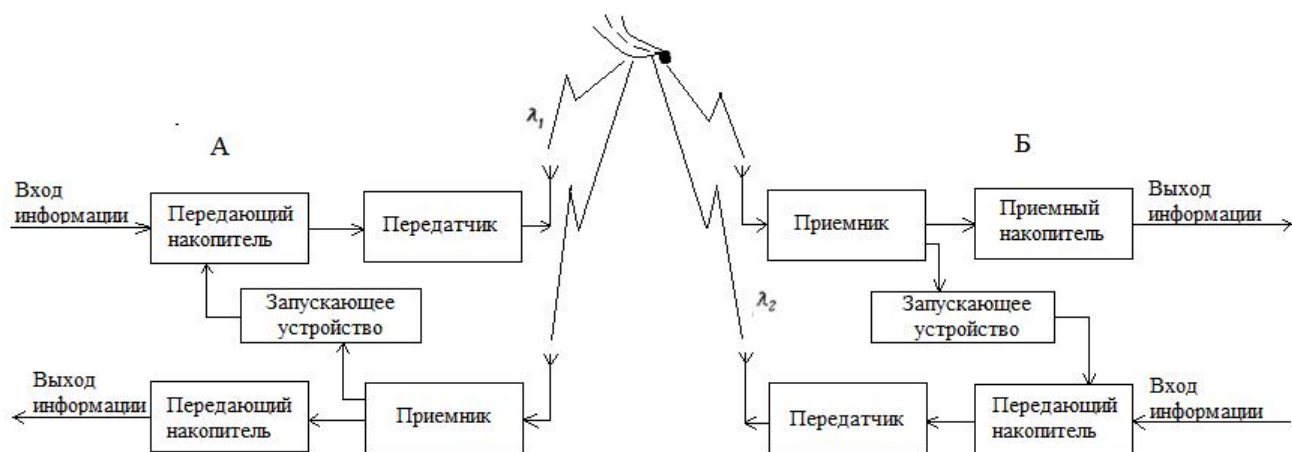 λ₁
А
Б
Вход
информации
Передающий
накопитель
Передатчик
Приемник
Приемный
накопитель
Выход
информации
Запускающее
устройство
λ₂
Запускающее
устройство
Выход
информации
Передающий
накопитель
Приемник
Передатчик
Передающий
накопитель
Вход
информации